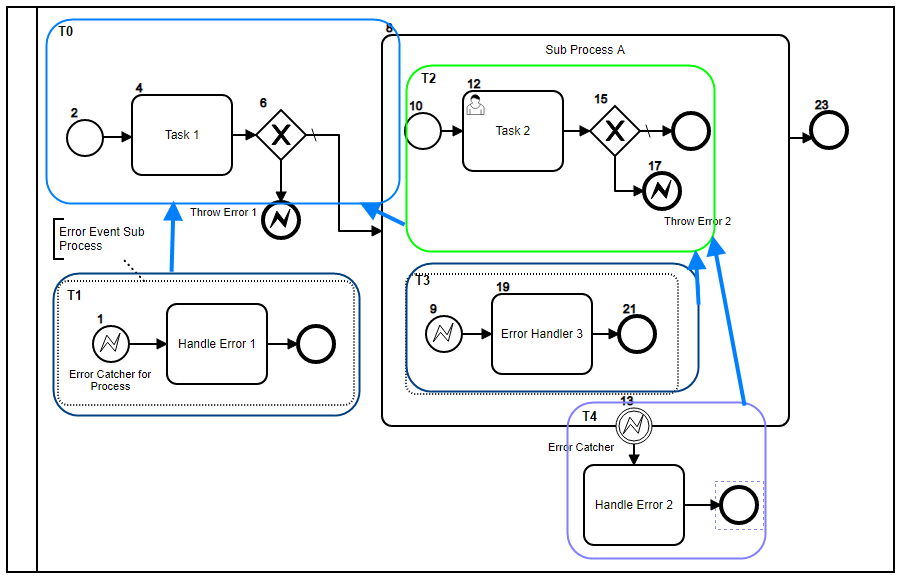 T0
8
Sub Process A
T2
2
4
Task 1
6
10
12
Task 2
15
23
17
Throw Error 1
Throw Error 2
Error Event Sub
Process
T1
1
Handle Error 1
Error Catcher for
Process
T3
9
19
Error Handler 3
21
T4
13
Error Catcher
Handle Error 2